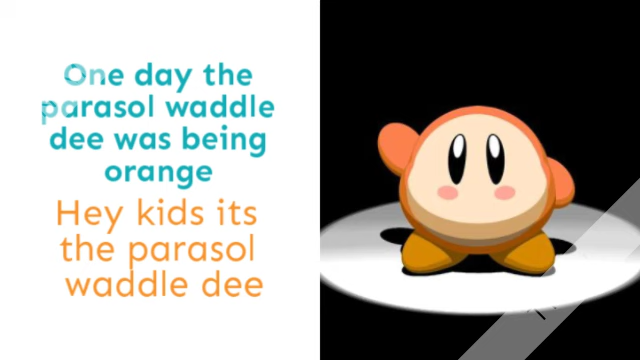 One day the
parasol waddle
dee was being
orange
Hey kids its
the parasol
waddle dee